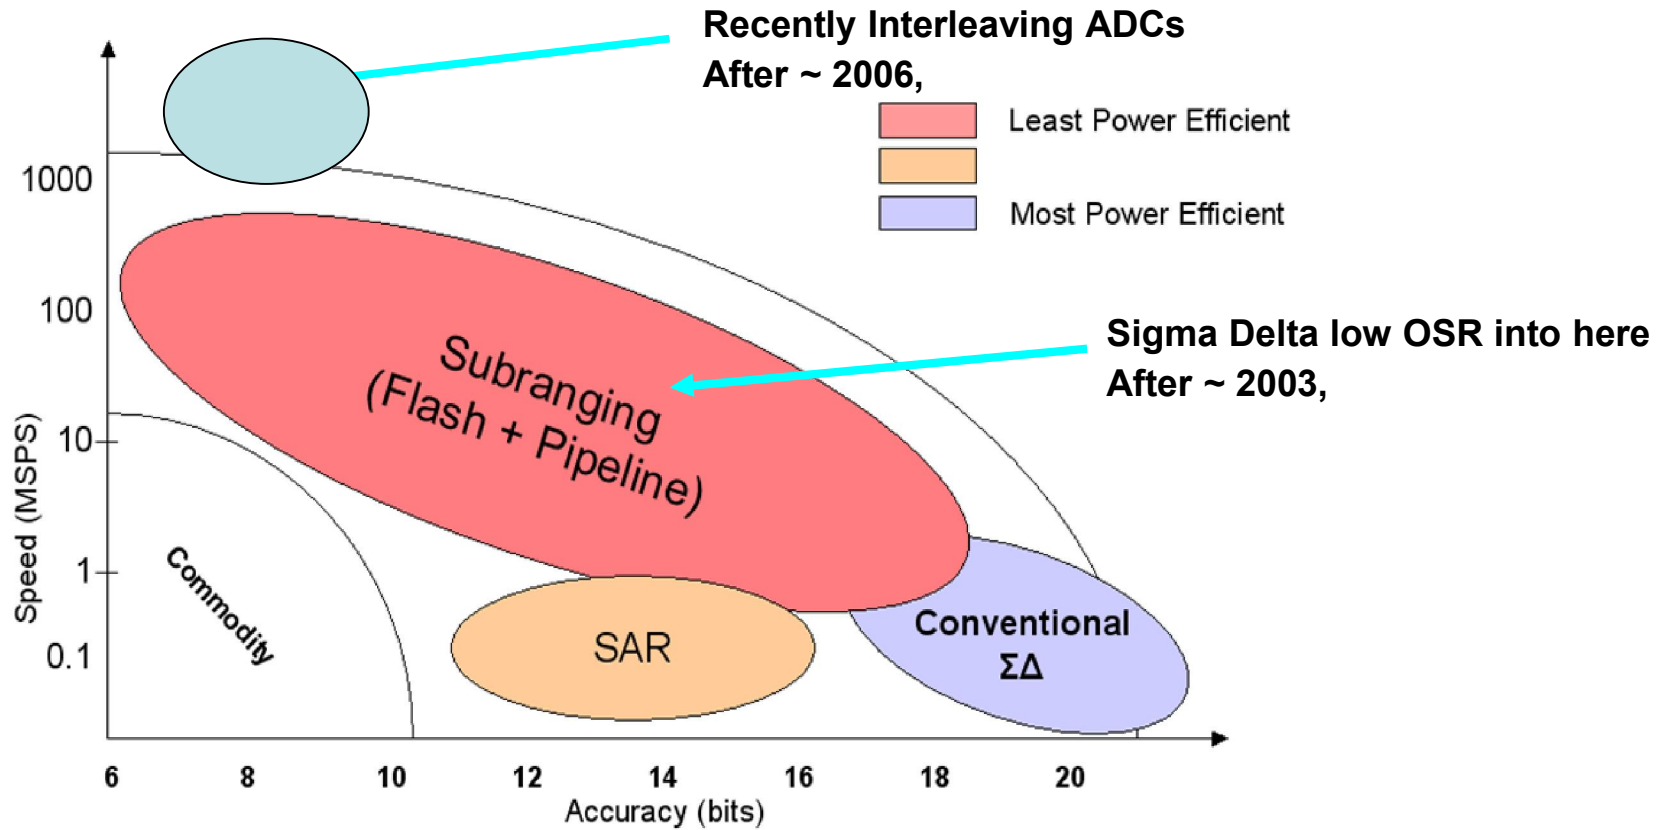 Recently Interleaving ADCs
After ~ 2006,
Least Power Efficient
Most Power Efficient
1000
100
10
1
0.1
Speed (MSPS)
Subranging
(Flash + Pipeline)
Sigma Delta low OSR into here
After ~ 2003,
Commodity
SAR
Conventional
ΣΔ
6 8 10 12 14 16 18 20
Accuracy (bits)